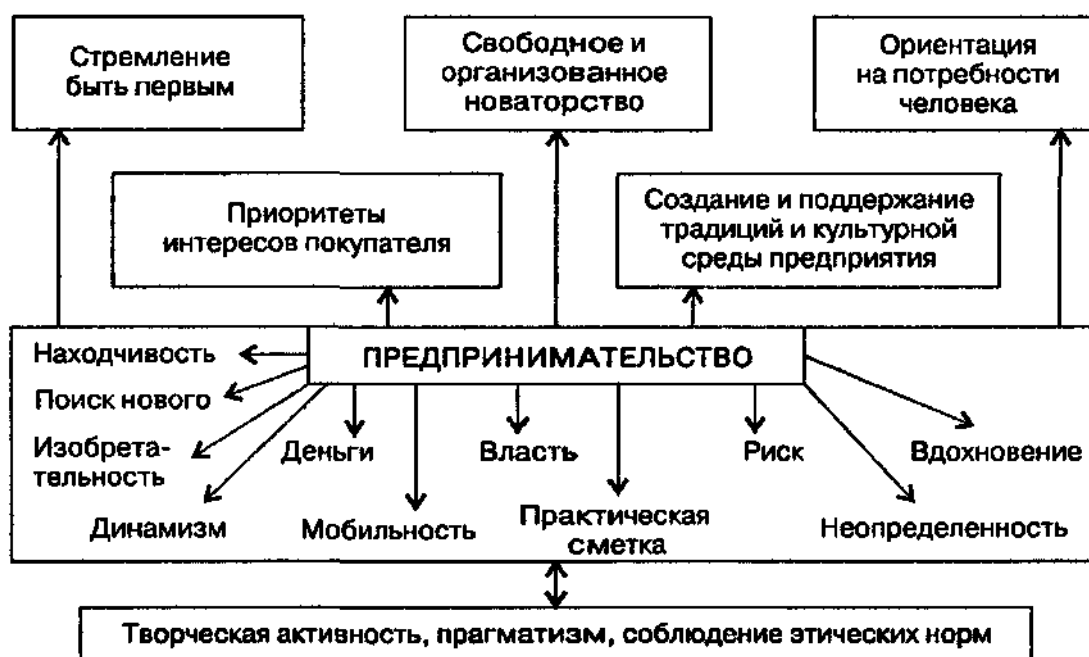 Стремление
быть первым
Свободное и
организованное
новаторство
Ориентация
на потребности
человека
Приоритеты
интересов покупателя
Создание и поддержание
традиций и культурной
среды предприятия
ПРЕДПРИНИМАТЕЛЬСТВО
Находчивость
Поиск нового
Изобрета-
тельность
Динамизм
Деньги
Мобильность
Власть
Практическая
сметка
Риск
Вдохновение
Неопределенность
Творческая активность, прагматизм, соблюдение этических норм